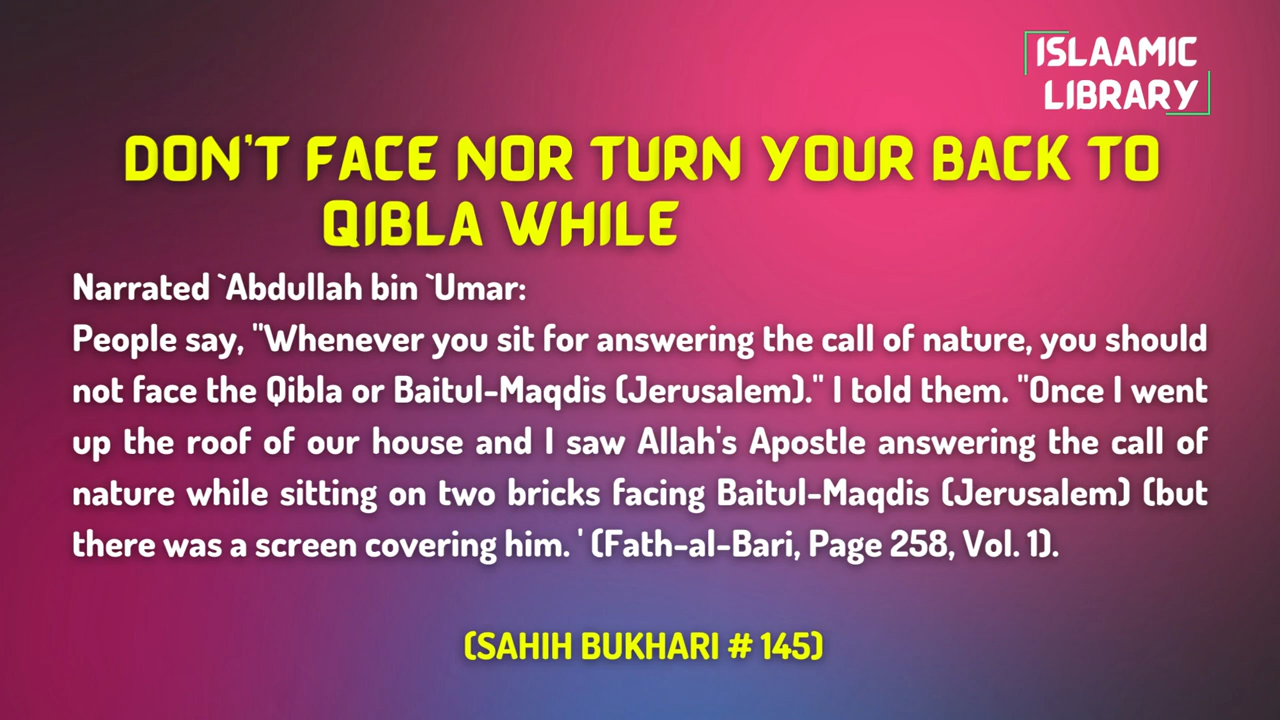 ISLAAMIC
LIBRARY
DON'T FACE NOR TURN YOUR BACK TO
QIBLA WHILE
Narrated `Abdullah bin `Umar:
People say, "Whenever you sit for answering the call of nature, you should
not face the Qibla or Baitul-Maqdis (Jerusalem)." I told them. "Once I went
up the roof of our house and I saw Allah's Apostle answering the call of
nature while sitting on two bricks facing Baitul-Maqdis (Jerusalem) (but
there was a screen covering him. ' (Fath-al-Bari, Page 258, Vol. 1).
(SAHIH BUKHARI # 145)